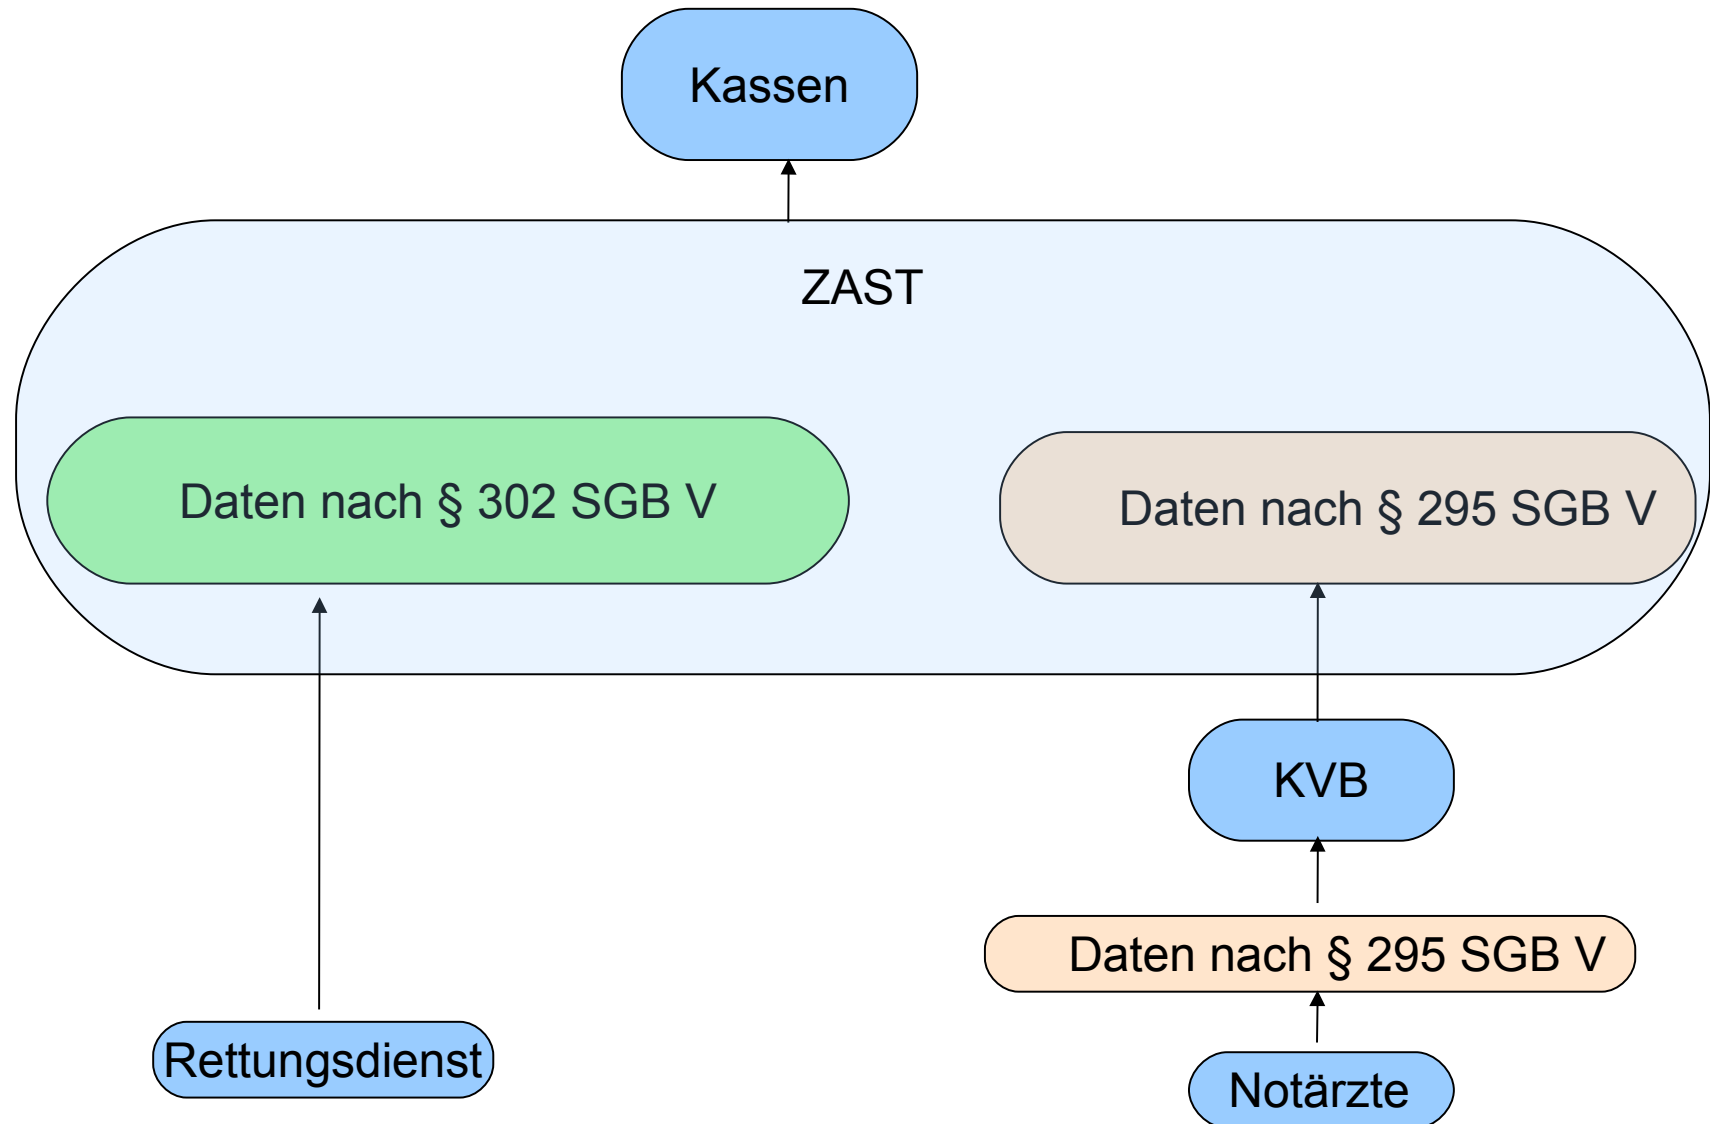 Kassen
ZAST
Daten nach § 302 SGB V
Daten nach § 295 SGB V
KVB
Daten nach § 295 SGB V
Rettungsdienst
Notärzte